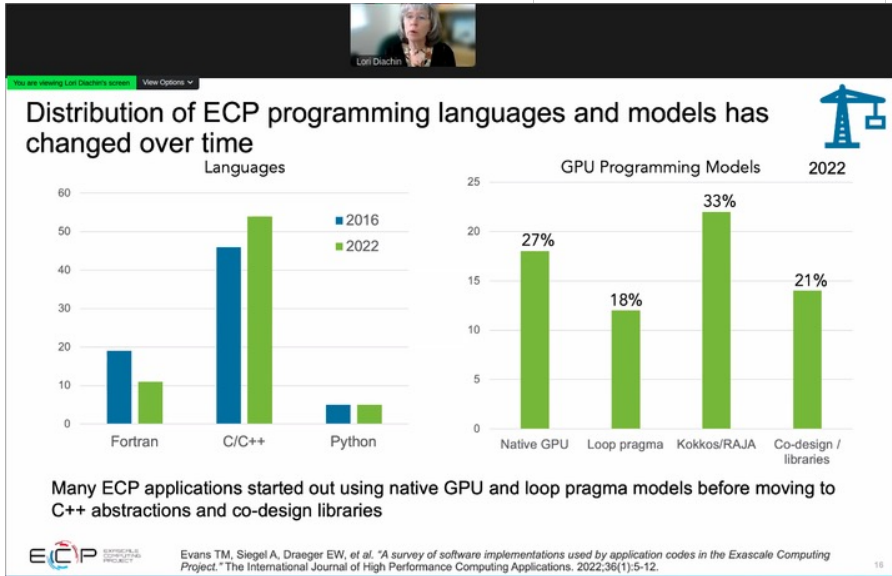 Lori Diachin
You are viewing Lori Diachin's screen View Options
Distribution of ECP programming languages and models has
changed over time
Languages
60
50
40
30
20
10
0
2016
2022
Fortran C/C++ Python
GPU Programming Models 2022
25
20
15
10
5
0
27%
18%
33%
21%
Native GPU Loop pragma Kokkos/RAJA Co-design /
libraries
Many ECP applications started out using native GPU and loop pragma models before moving to
C++ abstractions and co-design libraries
ECP
EXASCALE
COMPUTING
PROJECT
Evans TM, Siegel A, Draeger EW, et al. "A survey of software implementations used by application codes in the Exascale Computing
Project." The International Journal of High Performance Computing Applications. 2022;36(1):5-12.
16